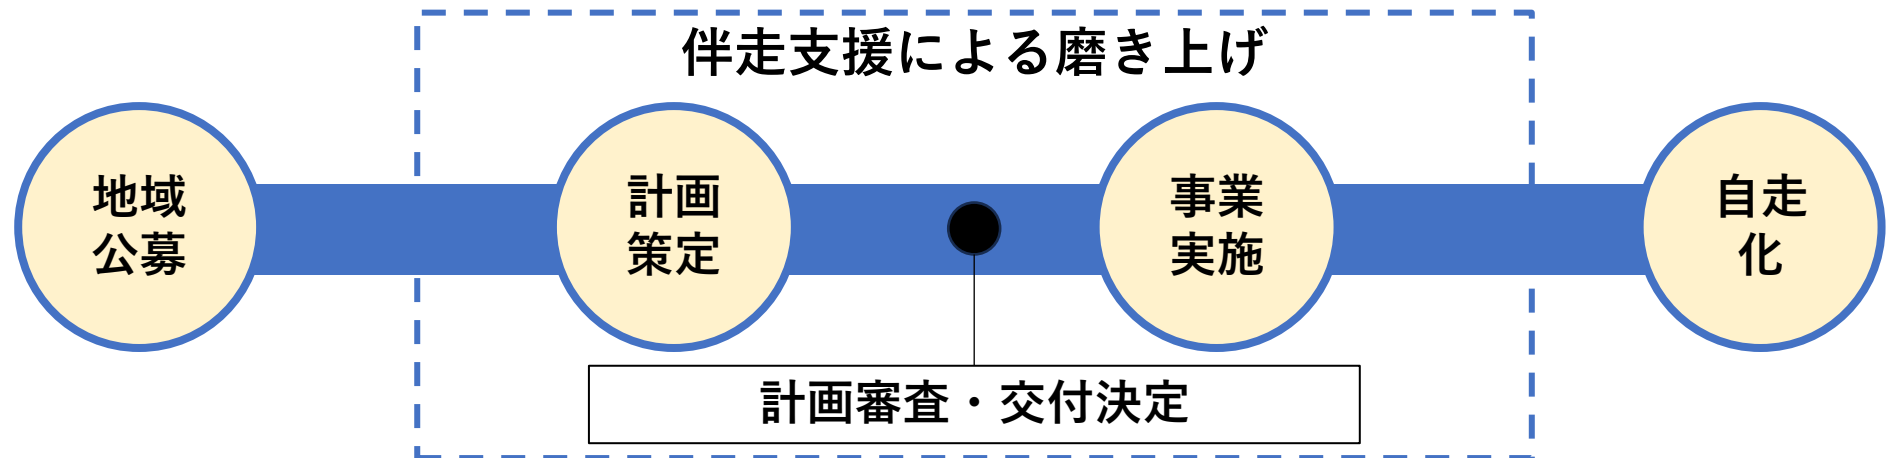 伴走支援による磨き上げ
地域
公募
計画
策定
事業
実施
自走
化
計画審査・交付決定